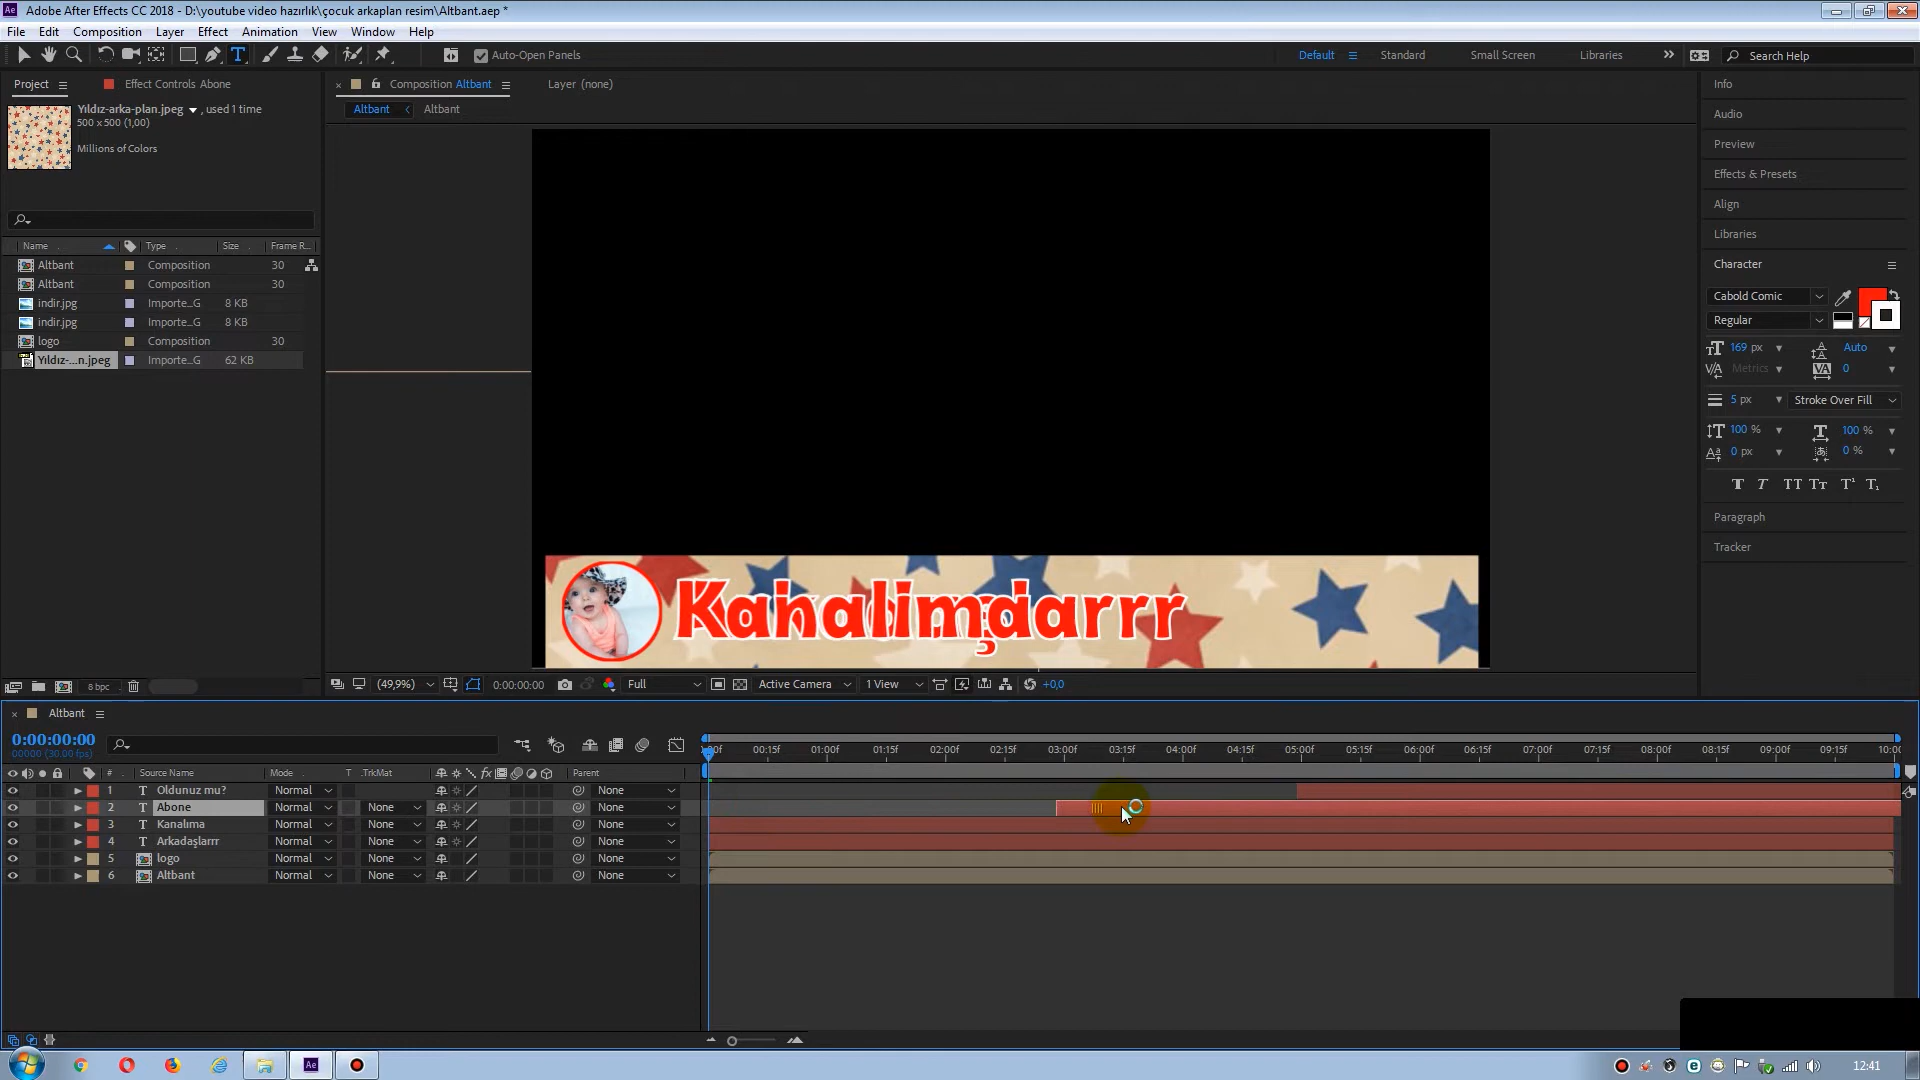 Adobe After Effects CC 2018 - D:\youtube video hazırlık\çocuk arkaplan resim\Altbant.aep *
File Edit Composition Layer Effect Animation View Window Help
Auto-Open Panels Default Standard Small Screen Libraries Search Help
Project Effect Controls Abone Composition Altbant Layer (none)
Yıldız-arka-plan.jpeg , used 1 time
500 x 500 (1,00)
Millions of Colors
Altbant Altbant
Name Type Size Frame R...
Altbant Composition 30
Altbant Composition 30
indir.jpg Importe...G 8 KB
indir.jpg Importe...G 8 KB
logo Composition 30
Yıldız-...n.jpeg Importe...G 62 KB
8 bpc
(49,9%) 0:00:00:00 Full Active Camera 1 View +0,0
Info
Audio
Preview
Effects & Presets
Align
Libraries
Character
Cabold Comic
Regular
169 px Auto
Metrics 0
5 px Stroke Over Fill
100 % 100 %
0 px 0 %
Paragraph
Tracker
Altbant
0:00:00:00
00000 (30.00 fps)
:00f 00:15f 01:00f 01:15f 02:00f 02:15f 03:00f 03:15f 04:00f 04:15f 05:00f 05:15f 06:00f 06:15f 07:00f 07:15f 08:00f 08:15f 09:00f 09:15f 10:00
# Source Name Mode T .TrkMat Parent
1 T Oldunuz mu? Normal None
2 T Abone Normal None None
3 T Kanalıma Normal None None
4 T Arkadaşlarrr Normal None None
5 logo Normal None None
6 Altbant Normal None None
12:41